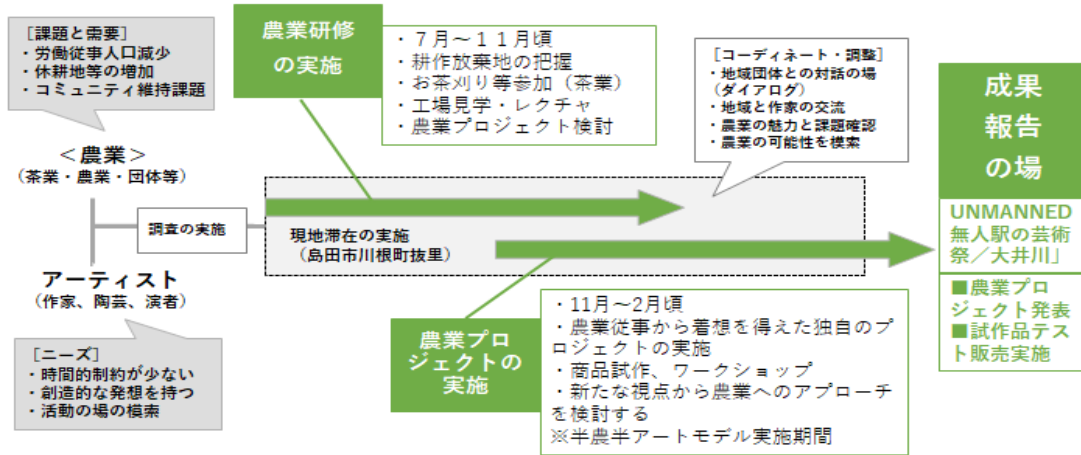 ［課題と需要］
・労働従事人口減少
・休耕地等の増加
・コミュニティ維持課題
＜農業＞
（茶業・農業・団体等）
調査の実施
アーティスト
（作家、陶芸、演者）
［ニーズ］
・時間的制約が少ない
・創造的な発想を持つ
・活動の場の模索
農業研修
の実施
・７月～１１月頃
・耕作放棄地の把握
・お茶刈り等参加（茶業）
・工場見学・レクチャ
・農業プロジェクト検討
［コーディネート・調整］
・地域団体との対話の場
（ダイアログ）
・地域と作家の交流
・農業の魅力と課題確認
・農業の可能性を模索
現地滞在の実施
（島田市川根町抜里）
農業プロ
ジェクトの
実施
・11月～2月頃
・農業従事から着想を得えた独自のプ
ロジェクトの実施
・商品試作、ワークショップ
・新たな視点から農業へのアプローチ
を検討する
※半農半アートモデル実施期間
成果
報告
の場
UNMANNED
無人駅の芸術
祭／大井川」
■農業プロ
ジェクト発表
■試作品テス
ト販売実施